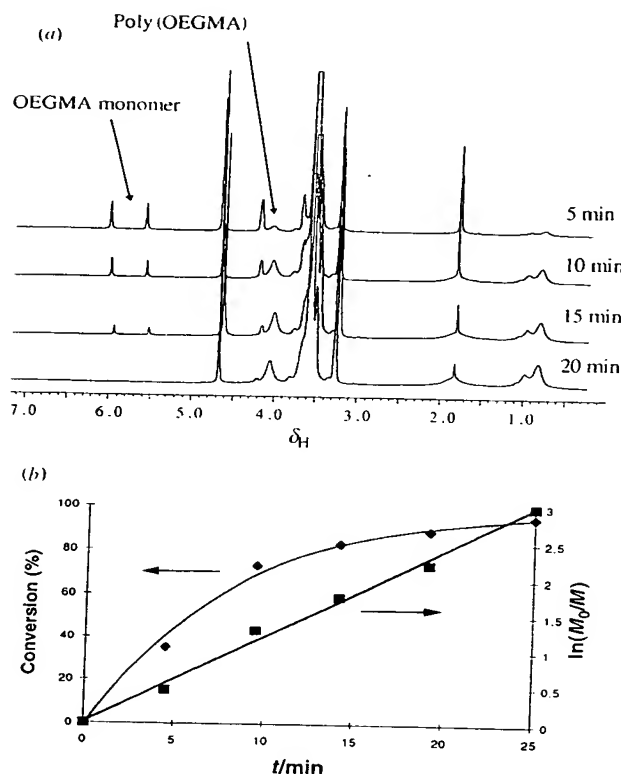 (a)
Poly (OEGMA)
OEGMA monomer
5 min
10 min
15 min
20 min
7.0 5.0 4.0 3.0 2.0 1.0
δH
(b)
100
80
60
40
20
0
Conversion (%)
3
2.5
2
1.5
1
0.5
0
ln(M0/M)
0 5 10 15 20 25
t/min